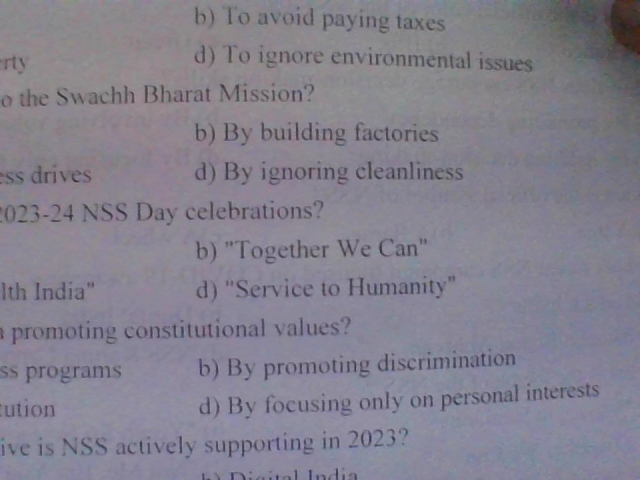 b) To avoid paying taxes
erty d) To ignore environmental issues
o the Swachh Bharat Mission?
b) By building factories
ess drives d) By ignoring cleanliness
2023-24 NSS Day celebrations?
b) "Together We Can"
lth India" d) "Service to Humanity"
promoting constitutional values?
ss programs b) By promoting discrimination
tution d) By focusing only on personal interests
ive is NSS actively supporting in 2023?
b) Digital India